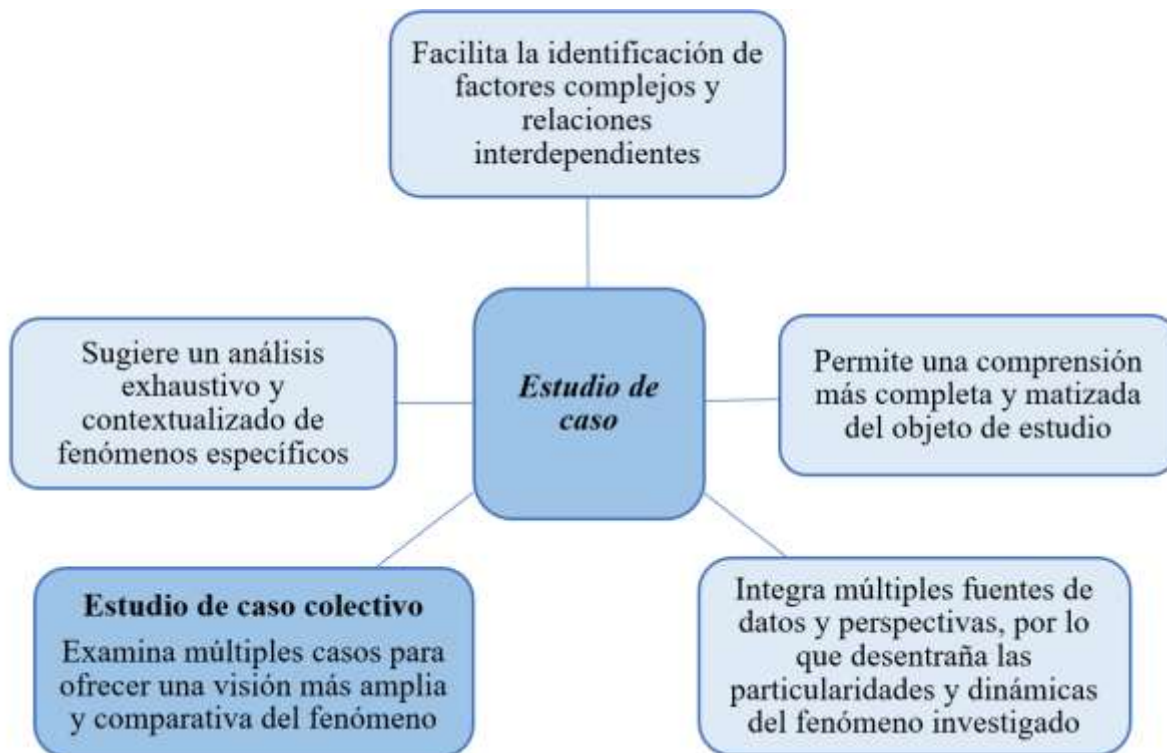 Facilita la identificación de
factores complejos y
relaciones
interdependientes
Sugiere un análisis
exhaustivo y
contextualizado de
fenómenos específicos
Estudio de
caso
Permite una comprensión
más completa y matizada
del objeto de estudio
Estudio de caso colectivo
Examina múltiples casos para
ofrecer una visión más amplia
y comparativa del fenómeno
Integra múltiples fuentes de
datos y perspectivas, por lo
que desentraña las
particularidades y dinámicas
del fenómeno investigado